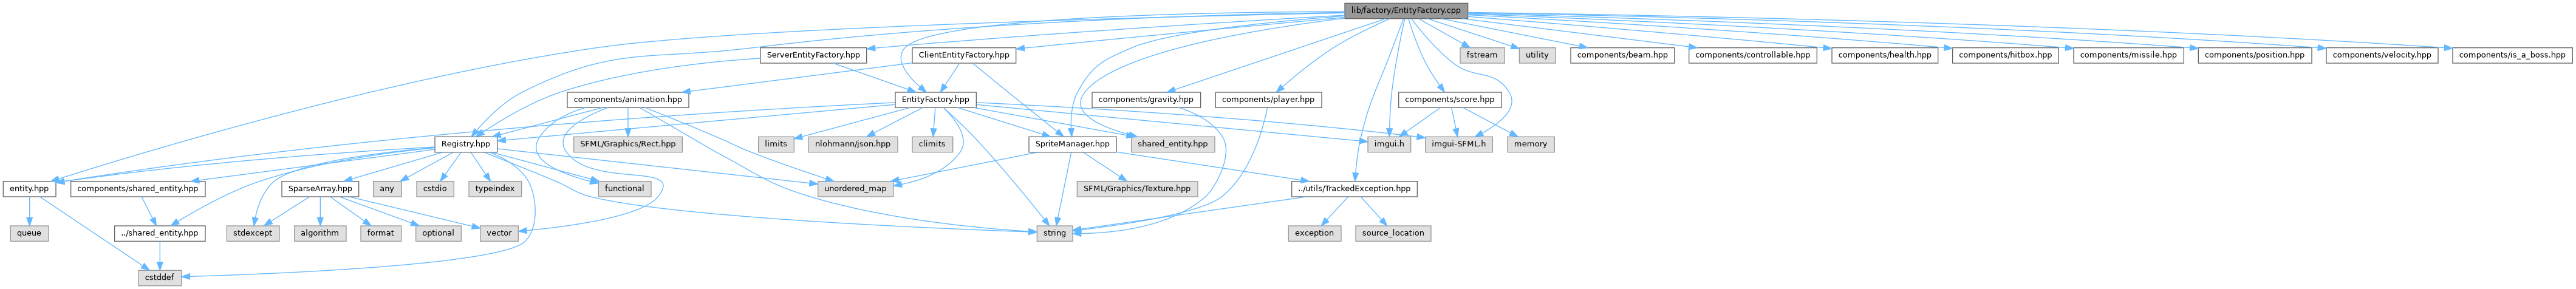 lib/factory/EntityFactory.cpp
ServerEntityFactory.hpp
ClientEntityFactory.hpp
fstream
utility
components/beam.hpp
components/controllable.hpp
components/health.hpp
components/hitbox.hpp
components/missile.hpp
components/position.hpp
components/velocity.hpp
components/is_a_boss.hpp
components/animation.hpp
EntityFactory.hpp
components/gravity.hpp
components/player.hpp
components/score.hpp
Registry.hpp
SFML/Graphics/Rect.hpp
limits
nlohmann/json.hpp
climits
SpriteManager.hpp
shared_entity.hpp
imgui.h
imgui-SFML.h
memory
entity.hpp
components/shared_entity.hpp
SparseArray.hpp
any
cstdio
typeindex
functional
unordered_map
SFML/Graphics/Texture.hpp
../utils/TrackedException.hpp
queue
../shared_entity.hpp
stdexcept
algorithm
format
optional
vector
string
exception
source_location
cstddef